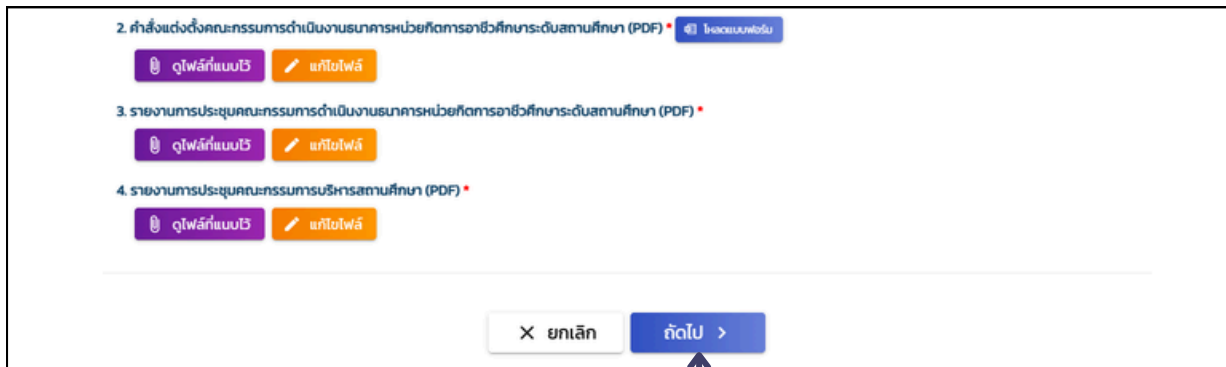 2. คำสั่งแต่งตั้งคณะกรรมการดำเนินงานธนาคารหน่วยกิตการอาชีวศึกษาระดับสถานศึกษา (PDF) * โหลดแบบฟอร์ม
ดูไฟล์ที่แนบไว้ แก้ไขไฟล์
3. รายงานการประชุมคณะกรรมการดำเนินงานธนาคารหน่วยกิตการอาชีวศึกษาระดับสถานศึกษา (PDF) *
ดูไฟล์ที่แนบไว้ แก้ไขไฟล์
4. รายงานการประชุมคณะกรรมการบริหารสถานศึกษา (PDF) *
ดูไฟล์ที่แนบไว้ แก้ไขไฟล์
ยกเลิก ถัดไป